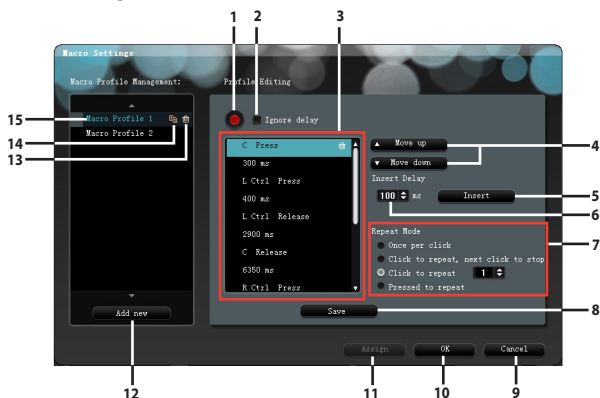 1 2 3
Macro Settings
Macro Profile Management:
Profile Editing
15
Macro Profile 1
14
Macro Profile 2
13
Ignore delay
C Press
300 ms
L Ctrl Press
400 ms
L Ctrl Release
2900 ms
C Release
6350 ms
R Ctrl Press
Move up
4
Move down
Insert Delay
100 ms
Insert
5
6
Repeat Mode
7
Once per click
Click to repeat, next click to stop
Click to repeat 1
Pressed to repeat
Add new
Save
8
Assign
OK
Cancel
12 11 10 9